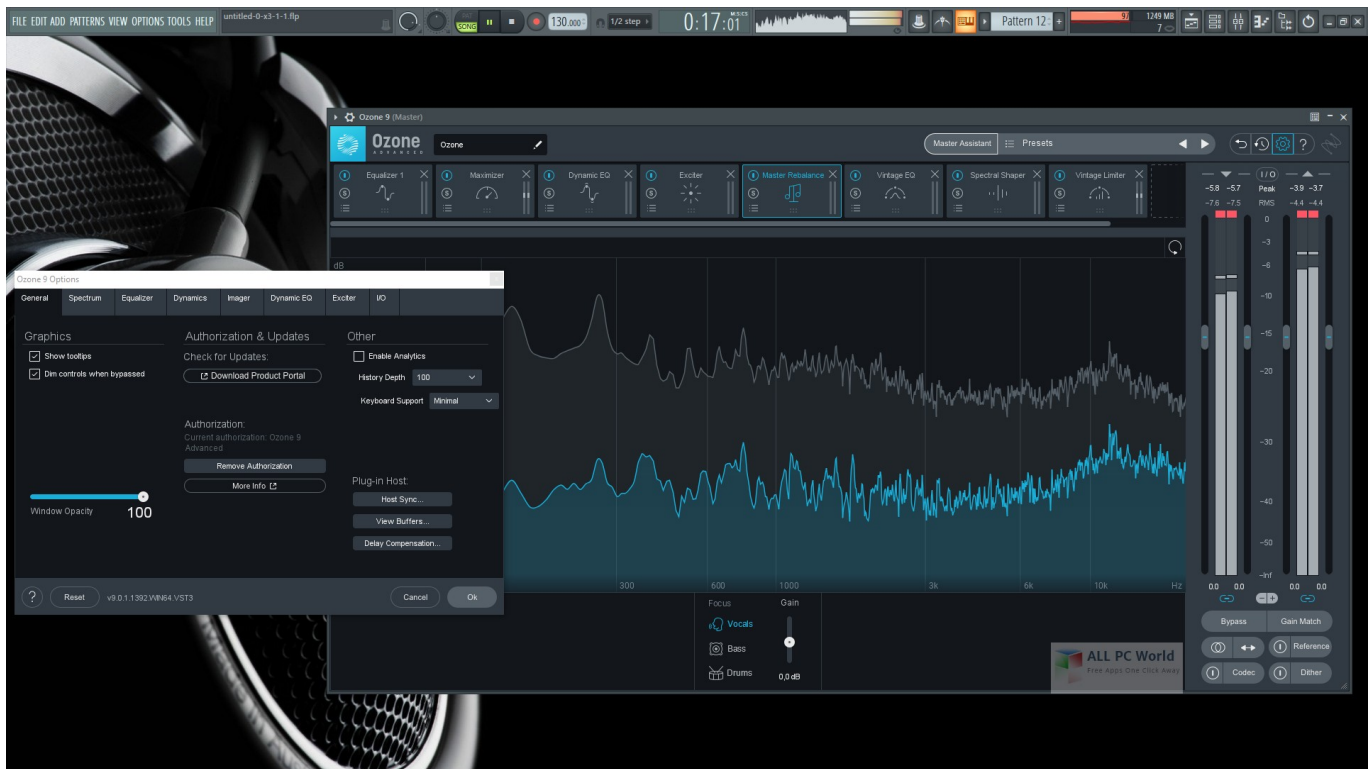 FILE EDIT ADD PATTERNS VIEW OPTIONS TOOLS HELP
untitled-0-x3-1-1.flp
SONG
130.000
1/2 step
0:17:01
M:S:CS
Pattern 12
97
1249 MB
7
Ozone 9 (Master)
Ozone
ADVANCED
Ozone
Master Assistant
Presets
Equalizer 1
Maximizer
Dynamic EQ
Exciter
Master Rebalance
Vintage EQ
Spectral Shaper
Vintage Limiter
I/O
-5.8 -5.7 Peak -3.9 -3.7
-7.6 -7.5 RMS -4.4 -4.4
0
-3
-6
-10
-15
-20
-30
-40
-50
-Inf
0.0 0.0 0.0 0.0
Bypass Gain Match
Reference
Codec Dither
dB
300 600 1000 3k 6k 10k Hz
Focus Gain
Vocals
Bass
Drums
0,0 dB
Ozone 9 Options
General Spectrum Equalizer Dynamics Imager Dynamic EQ Exciter I/O
Graphics
Show tooltips
Dim controls when bypassed
Window Opacity 100
Authorization & Updates
Check for Updates:
Download Product Portal
Authorization:
Current authorization: Ozone 9
Advanced
Remove Authorization
More Info
Other
Enable Analytics
History Depth 100
Keyboard Support Minimal
Plug-in Host:
Host Sync...
View Buffers...
Delay Compensation...
? Reset v9.0.1.1392.WIN64.VST3
Cancel Ok
ALL PC World
Free Apps One Click Away